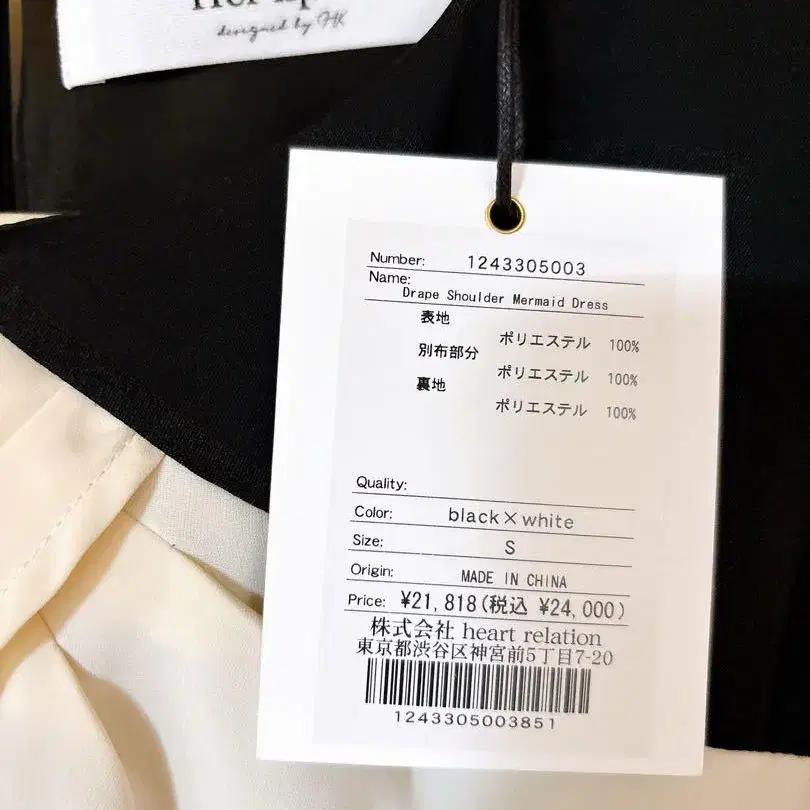 designed by HK
Number: 1243305003
Name:
Drape Shoulder Mermaid Dress
表地
ポリエステル 100%
別布部分
ポリエステル 100%
裏地
ポリエステル 100%
Quality:
Color: black×white
Size: S
Origin: MADE IN CHINA
Price: ¥21,818(税込 ¥24,000)
株式会社 heart relation
東京都渋谷区神宮前5丁目7-20
1243305003851